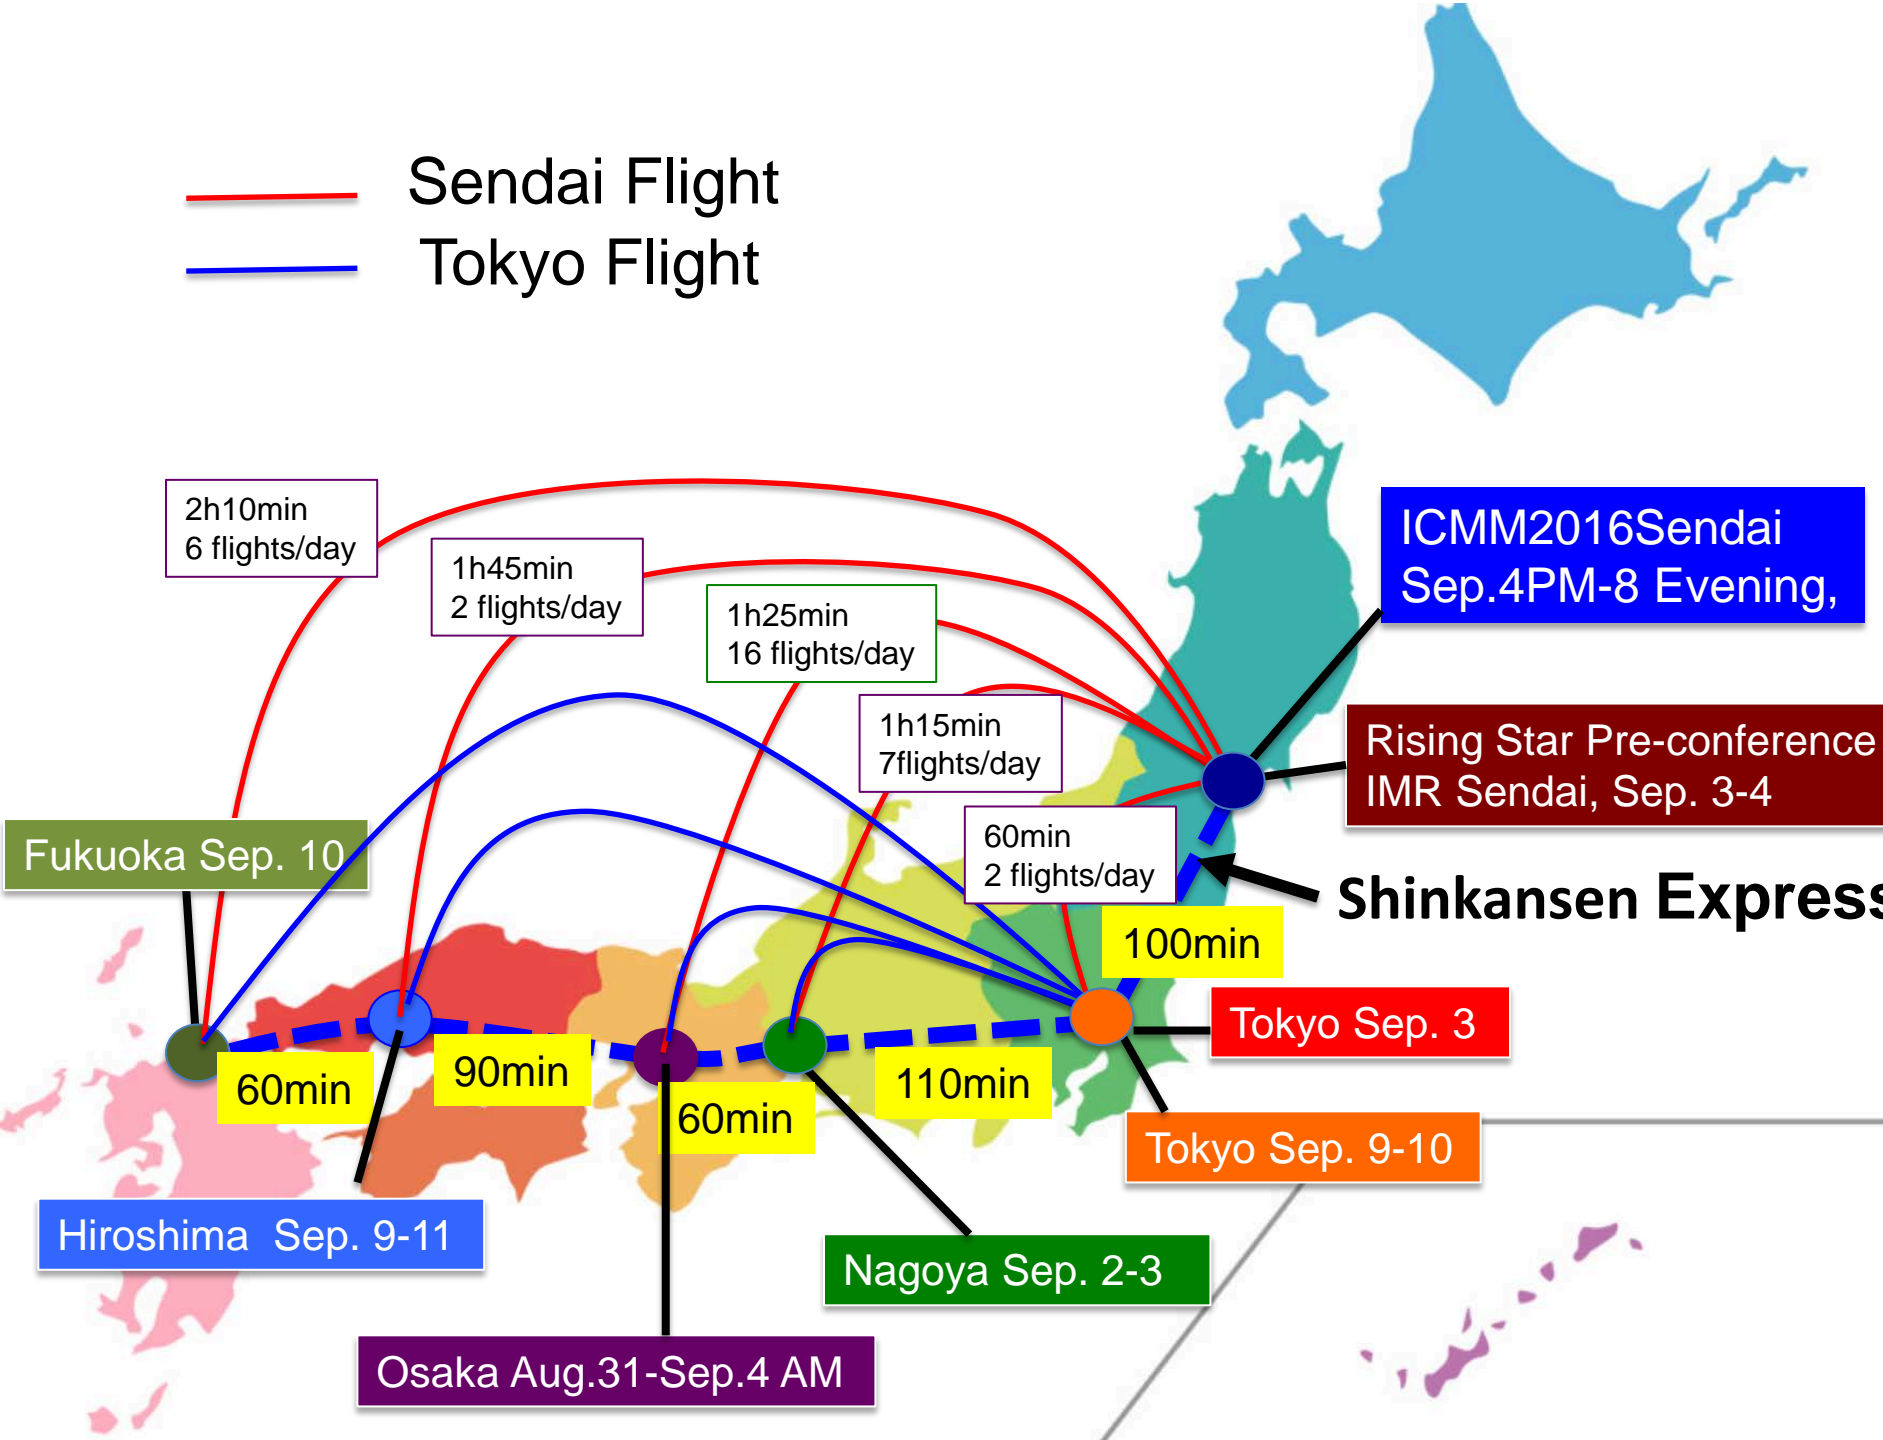 Sendai Flight
Tokyo Flight
2h10min
6 flights/day
1h45min
2 flights/day
1h25min
16 flights/day
1h15min
7flights/day
60min
2 flights/day
ICMM2016Sendai
Sep.4PM-8 Evening,
Rising Star Pre-conference
IMR Sendai, Sep. 3-4
Shinkansen Express
Fukuoka Sep. 10
100min
Tokyo Sep. 3
60min
90min
60min
110min
Tokyo Sep. 9-10
Hiroshima  Sep. 9-11
Nagoya Sep. 2-3
Osaka Aug.31-Sep.4 AM